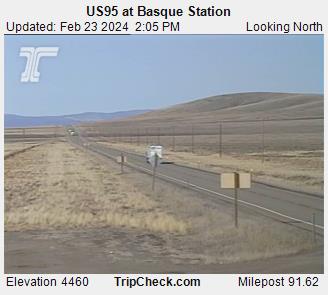 US95 at Basque Station
Updated: Feb 23 2024 2:05 PM Looking North
Elevation 4460 TripCheck.com Milepost 91.62